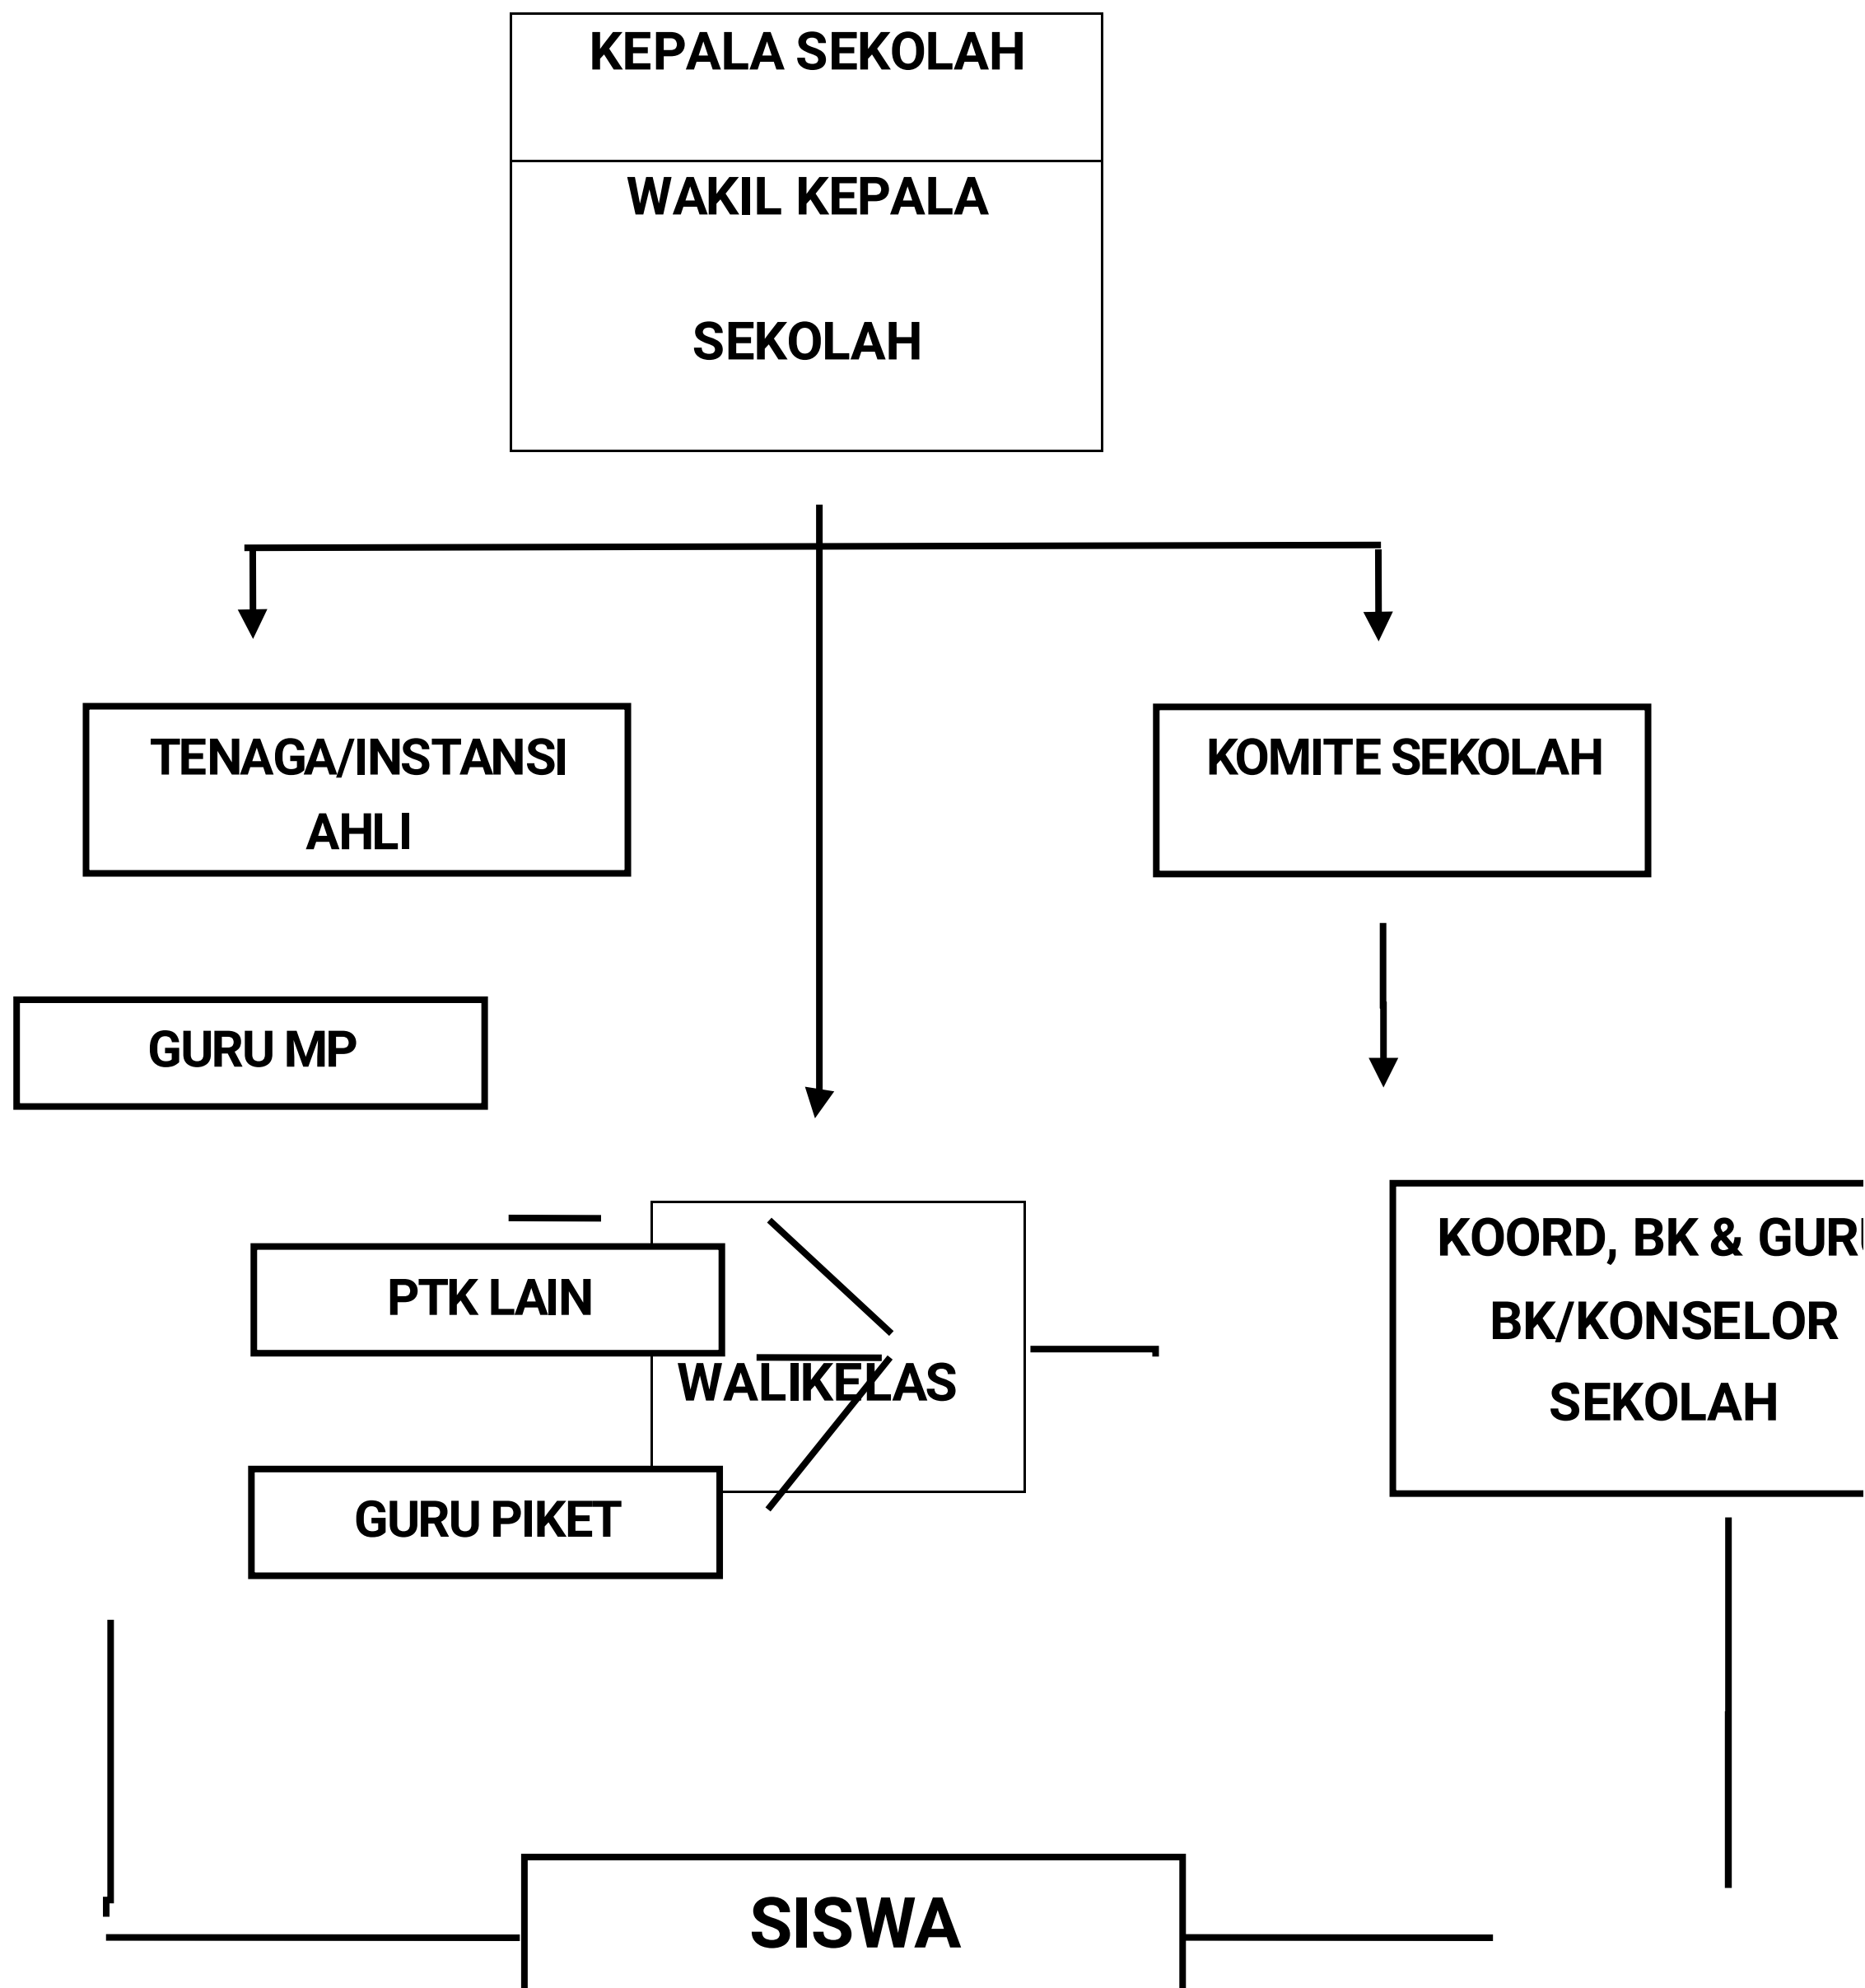 KEPALA SEKOLAH
WAKIL KEPALA
SEKOLAH
TENAGA/INSTANSI
AHLI
KOMITE SEKOLAH
GURU MP
KOORD, BK & GUR
PTK LAIN
BK/KONSELOR
WALIKELAS
SEKOLAH
GURU PIKET
SISWA